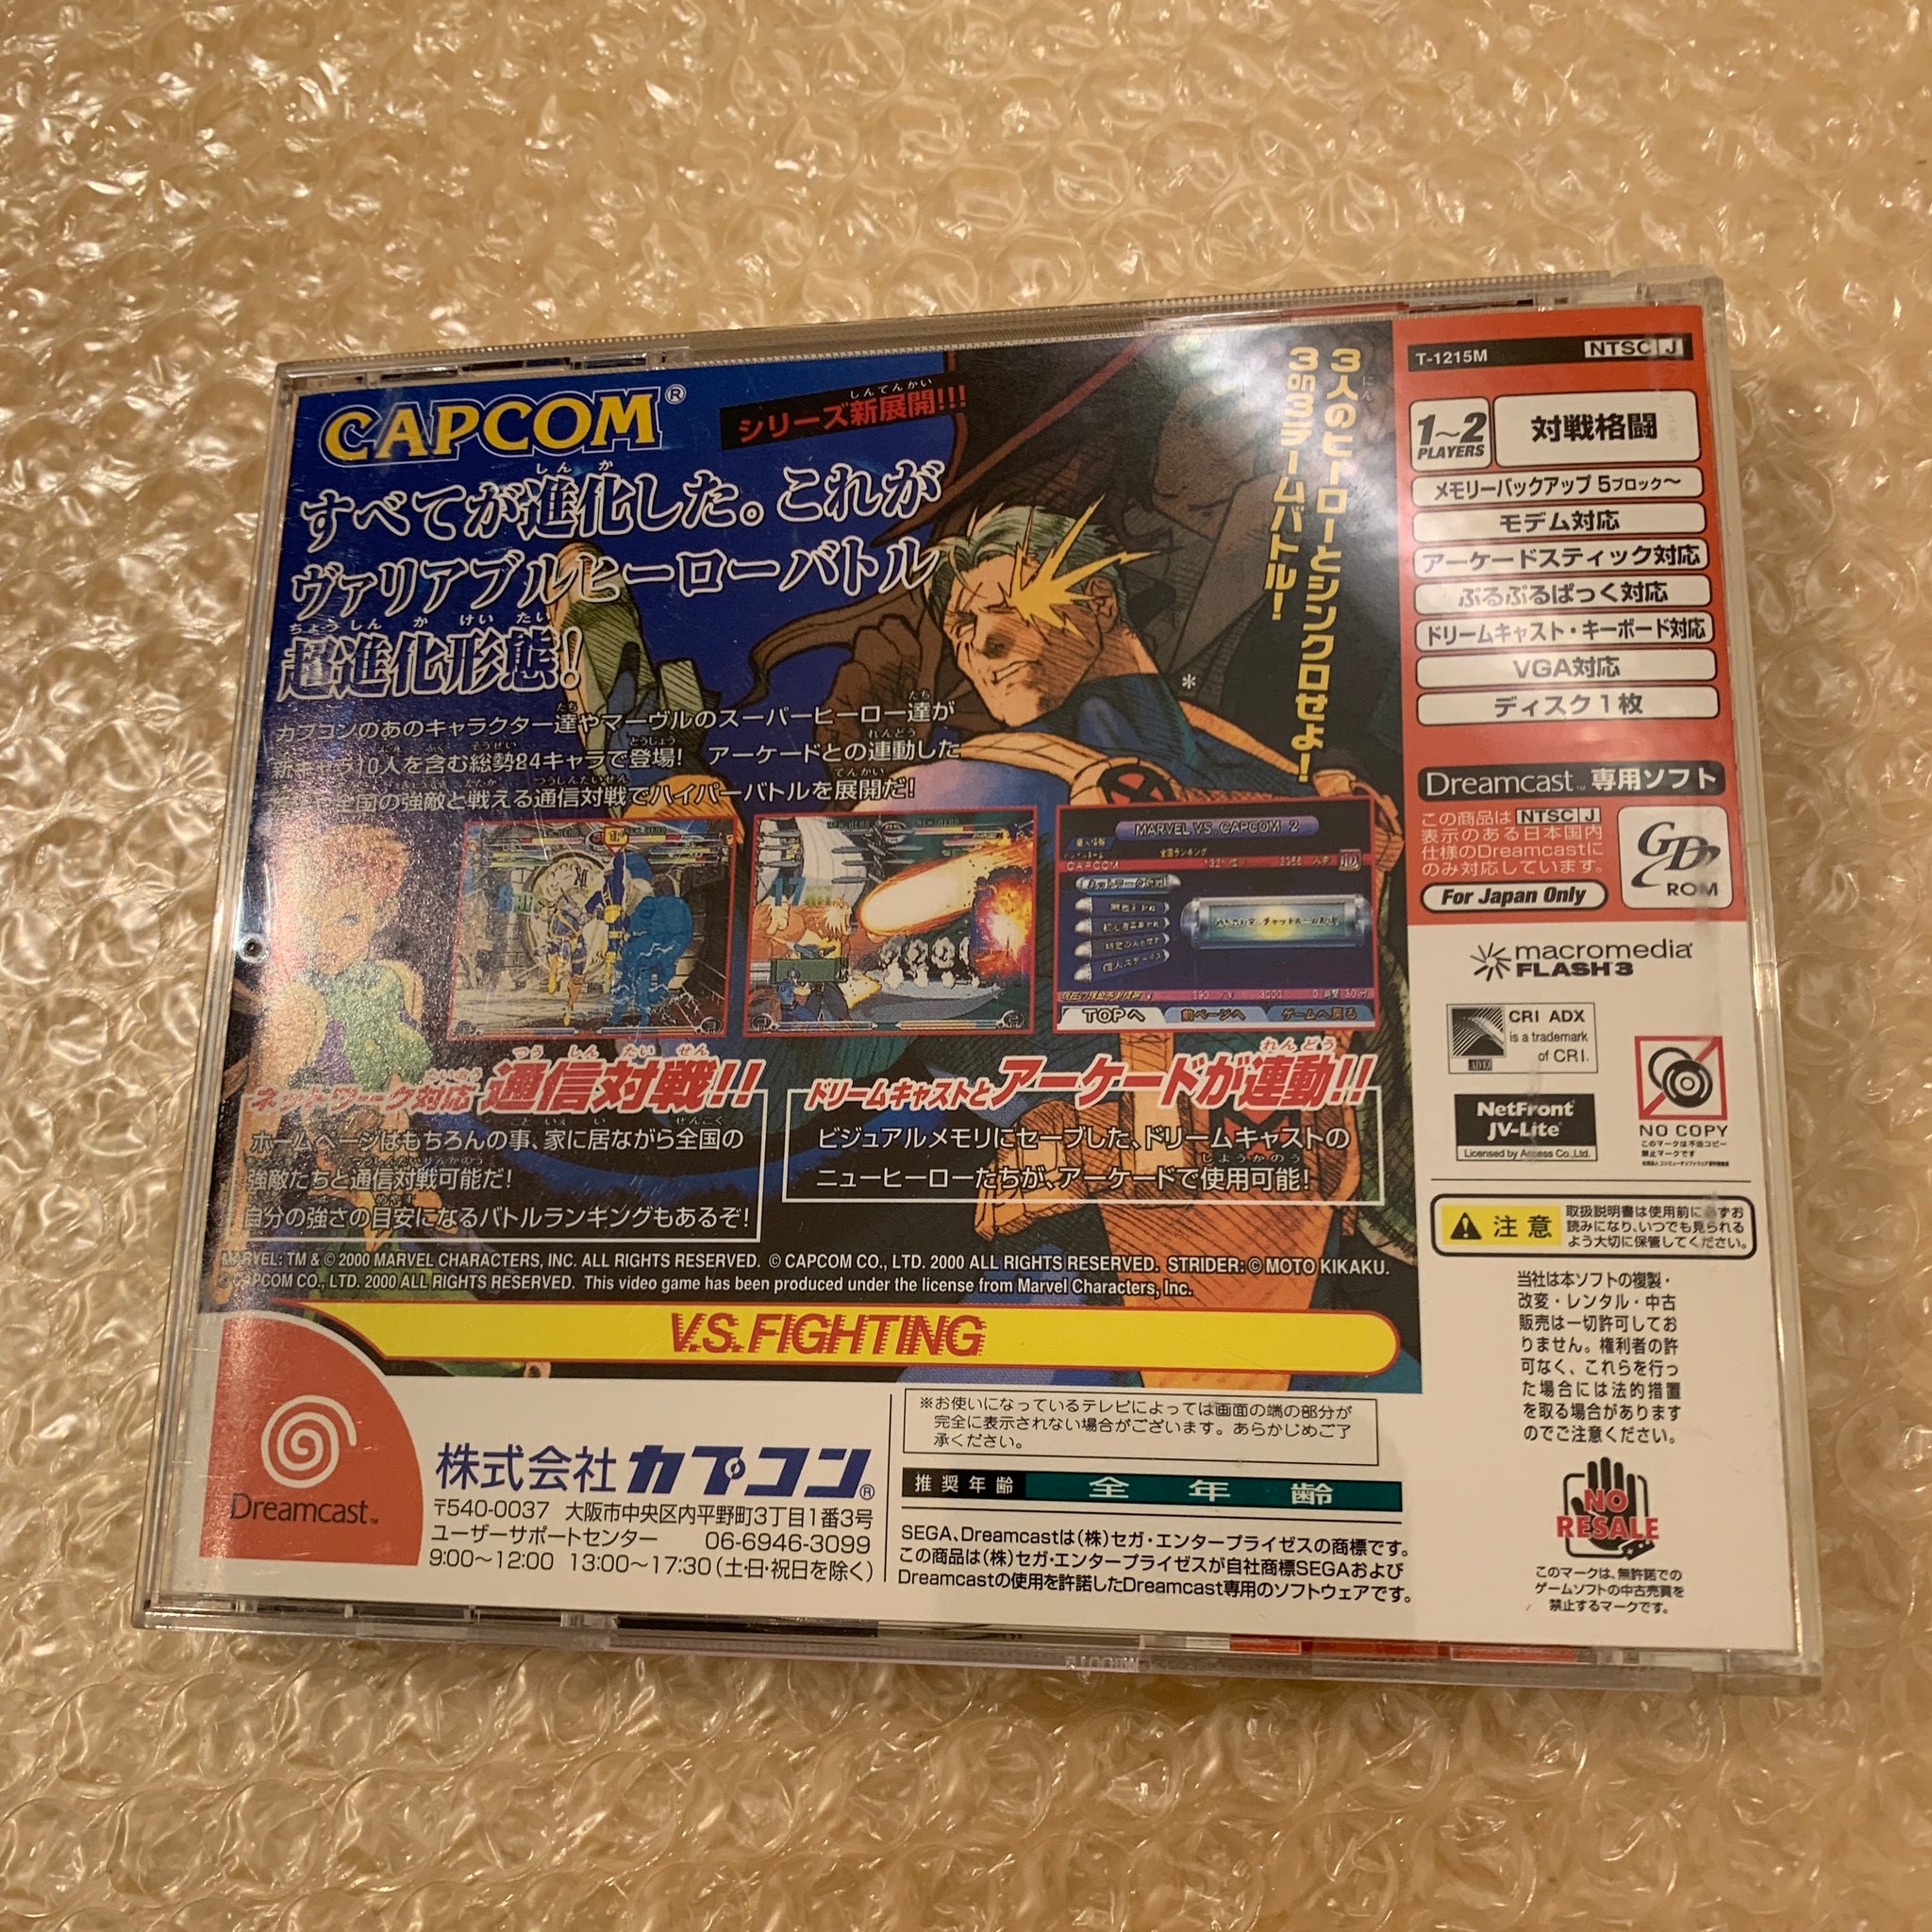 CAPCOM®
シリーズ新展開!!!
すべてが進化した。これが
ヴァリアブルヒーローバトル
超進化形態!
カプコンのあのキャラクター達やマーヴルのスーパーヒーロー達が
10人を含む総勢84キャラで登場! アーケードとの連動した
全国の強敵と戦える通信対戦でハイパーバトルを展開だ!
3人のヒーローとシンクロせよ!
3on3チームバトル!
*
MARVEL VS. CAPCOM 2
全国ランキング
CAPCOM
TOPへ 前ページへ ゲームへ戻る
ネットワーク対応 通信対戦!!
ホームページはもちろんの事、家に居ながら全国の
強敵たちと通信対戦可能だ!
自分の強さの目安になるバトルランキングもあるぞ!
ドリームキャストとアーケードが連動!!
ビジュアルメモリにセーブした、ドリームキャストの
ニューヒーローたちが、アーケードで使用可能!
MARVEL: TM & © 2000 MARVEL CHARACTERS, INC. ALL RIGHTS RESERVED. © CAPCOM CO., LTD. 2000 ALL RIGHTS RESERVED. STRIDER: © MOTO KIKAKU.
© CAPCOM CO., LTD. 2000 ALL RIGHTS RESERVED. This video game has been produced under the license from Marvel Characters, Inc.
V.S. FIGHTING
Dreamcast™
株式会社カプコン®
〒540-0037 大阪市中央区内平野町3丁目1番3号
ユーザーサポートセンター 06-6946-3099
9:00〜12:00 13:00〜17:30(土・日・祝日を除く)
※お使いになっているテレビによっては画面の端の部分が
完全に表示されない場合がございます。あらかじめご了
承ください。
推奨年齢 全年齢
SEGA、Dreamcastは(株)セガ・エンタープライゼスの商標です。
この商品は(株)セガ・エンタープライゼスが自社商標SEGAおよび
Dreamcastの使用を許諾したDreamcast専用のソフトウェアです。
T-1215M NTSC J
1〜2 PLAYERS
対戦格闘
メモリーバックアップ 5ブロック〜
モデム対応
アーケードスティック対応
ぷるぷるぱっく対応
ドリームキャスト・キーボード対応
VGA対応
ディスク1枚
Dreamcast™ 専用ソフト
この商品は NTSC J
表示のある日本国内
仕様のDreamcastに
のみ対応しています。
For Japan Only
GD ROM
macromedia®
FLASH 3
CRI ADX
is a trademark
of CRI.
ADX
NetFront®
JV-Lite®
Licensed by Access Co.,Ltd.
NO COPY
このマークは不法コピー
禁止マークです
注意
取扱説明書は使用前に必ずお
読みになり、いつでも見られる
よう大切に保管してください。
当社は本ソフトの複製・
改変・レンタル・中古
販売は一切許可してお
りません。権利者の許
可なく、これらを行っ
た場合には法的措置
を取る場合があります
のでご注意ください。
NO
RESALE
このマークは、無許諾での
ゲームソフトの中古売買を
禁止するマークです。